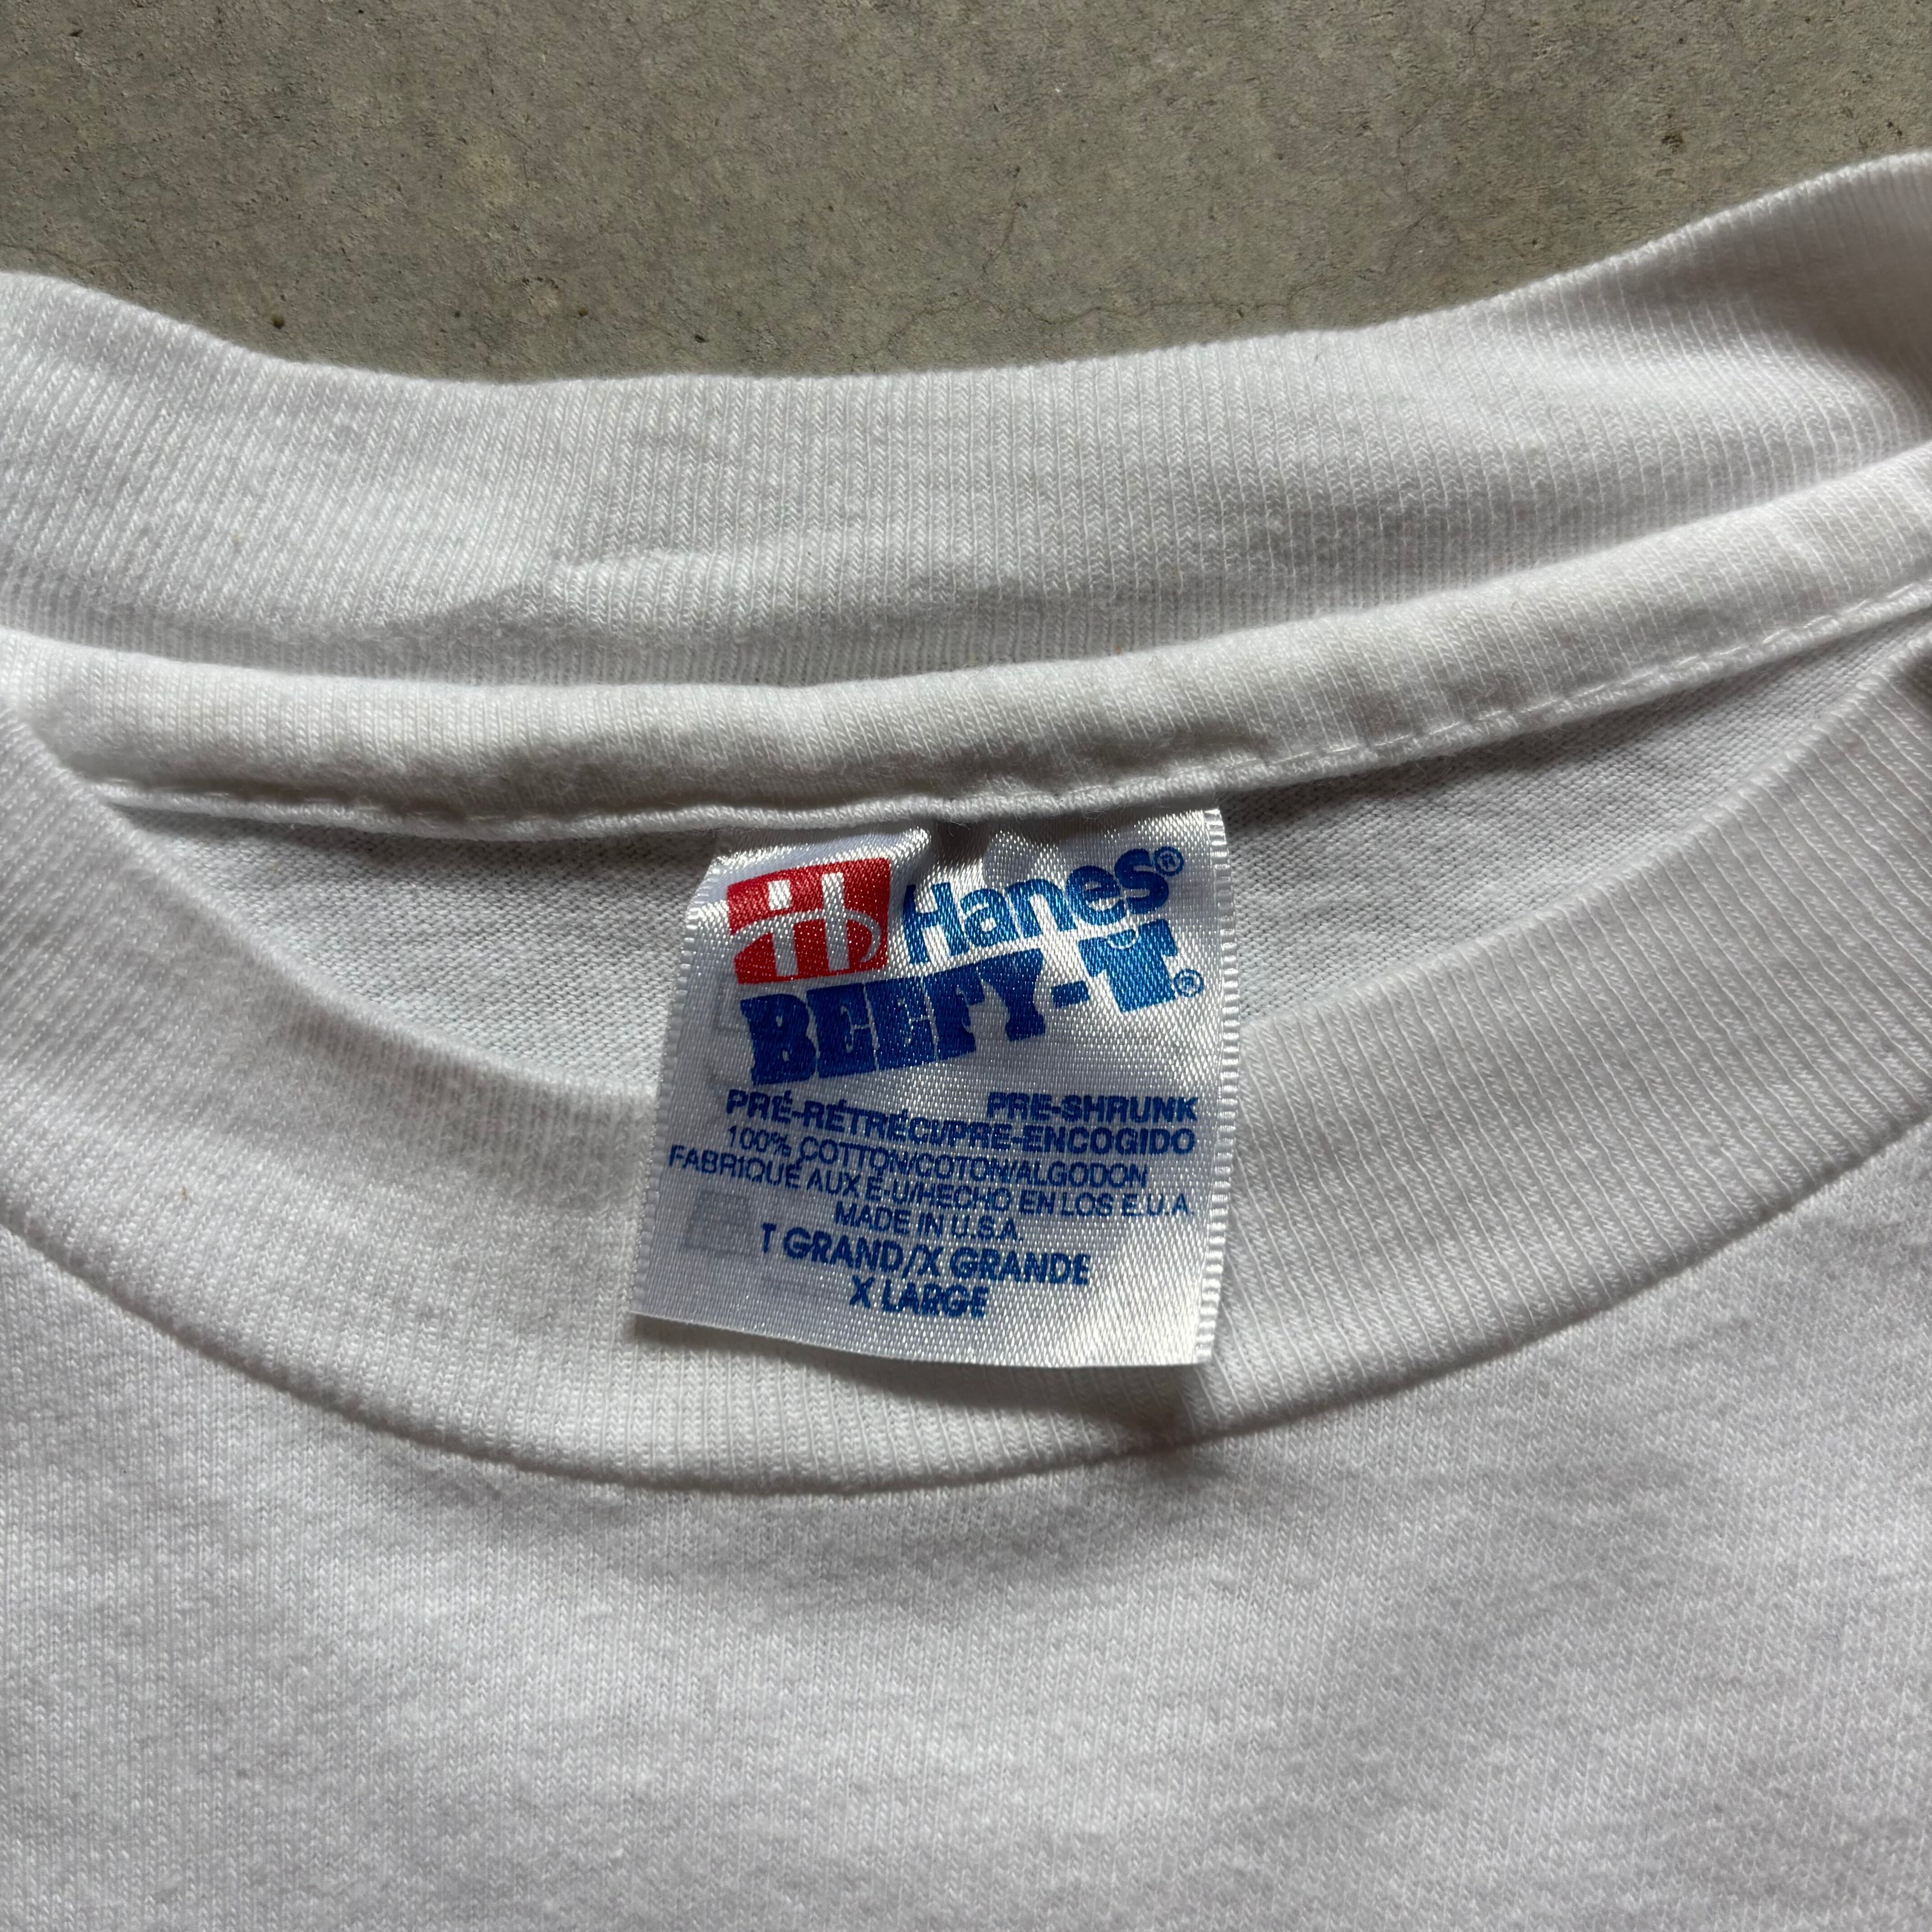 Hanes®
BEEFY-T®
PRE-SHRUNK
PRÉ-RÉTRÉCI/PRE-ENCOGIDO
100% COTTON/COTON/ALGODON
FABRIQUÉ AUX É-U/HECHO EN LOS E.U.A
MADE IN U.S.A
T GRAND/X GRANDE
X LARGE